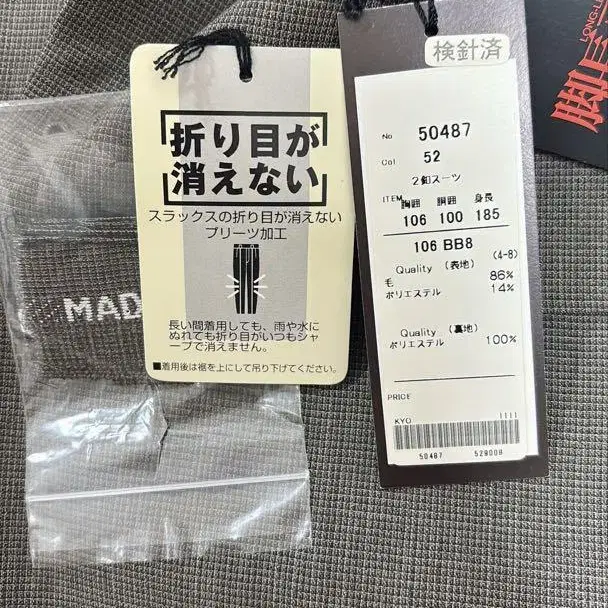 MAD
折り目が
消えない
スラックスの折り目が消えない
プリーツ加工
長い間着用しても、雨や水に
ぬれても折り目がいつもシャ
ープで消えません。
■着用後は裾を上にして吊り下げてください。
検針済
No 50487
Col 52
2釦スーツ
ITEM 胸囲 胴囲 身長
106 100 185
106 BB8
(4-8)
Quality (表地)
毛 86%
ポリエステル 14%
Quality (裏地)
ポリエステル 100%
PRICE
KYO 1111
50487 529008
LONG-L
脚長